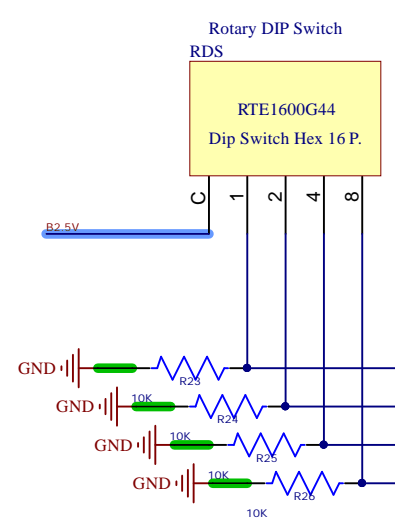 Rotary DIP Switch
RDS
RTE1600G44
Dip Switch Hex 16 P.
C 1 2 4 8
B2.5V
GND
R23
10K
GND
R24
10K
GND
R25
10K
GND
R26
10K